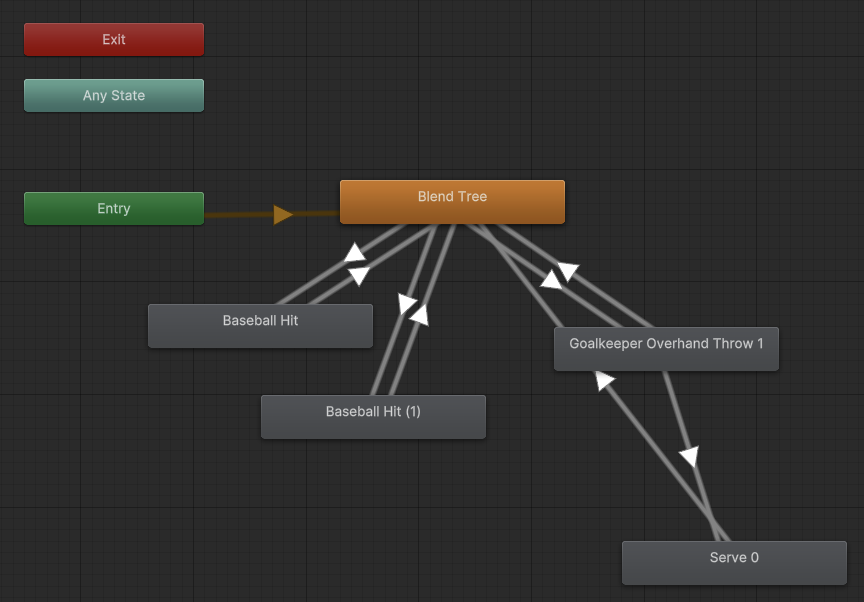 Exit
Any State
Entry
Blend Tree
Baseball Hit
Goalkeeper Overhand Throw 1
Baseball Hit (1)
Serve 0